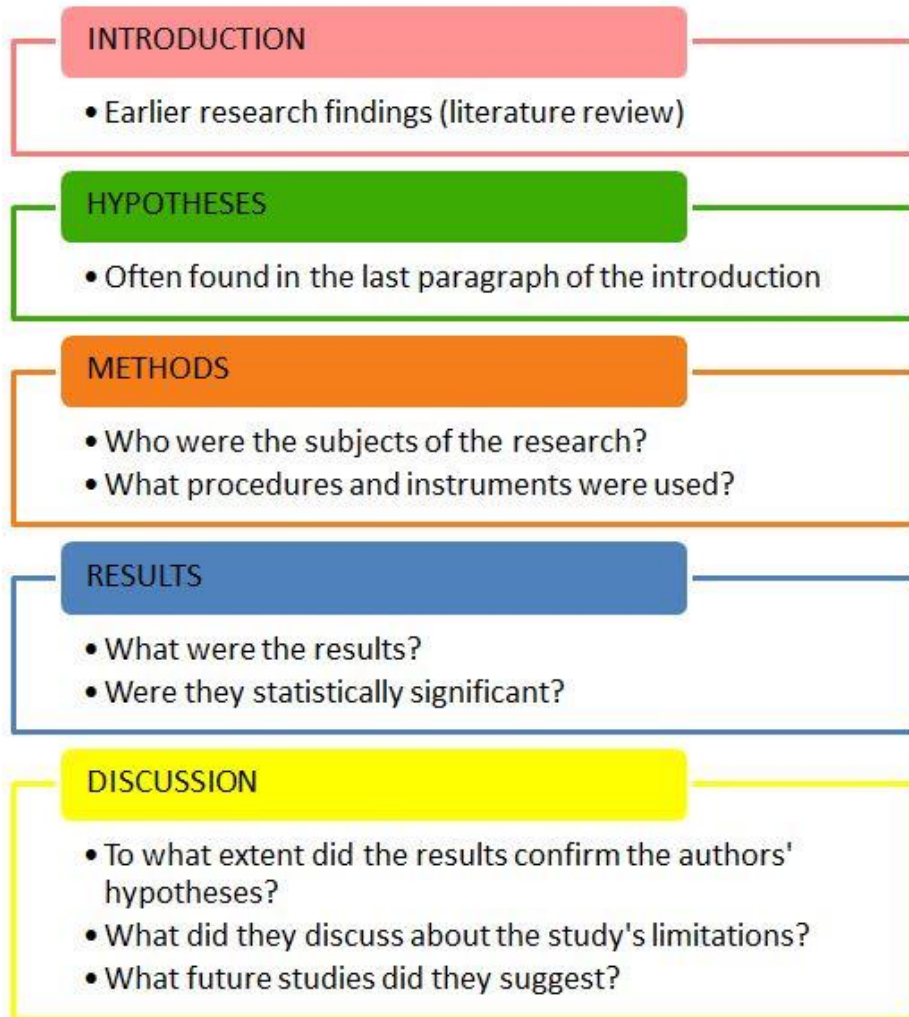 INTRODUCTION
• Earlier research findings (literature review)
HYPOTHESES
• Often found in the last paragraph of the introduction
METHODS
• Who were the subjects of the research?
• What procedures and instruments were used?
RESULTS
• What were the results?
• Were they statistically significant?
DISCUSSION
• To what extent did the results confirm the authors'
hypotheses?
• What did they discuss about the study's limitations?
• What future studies did they suggest?